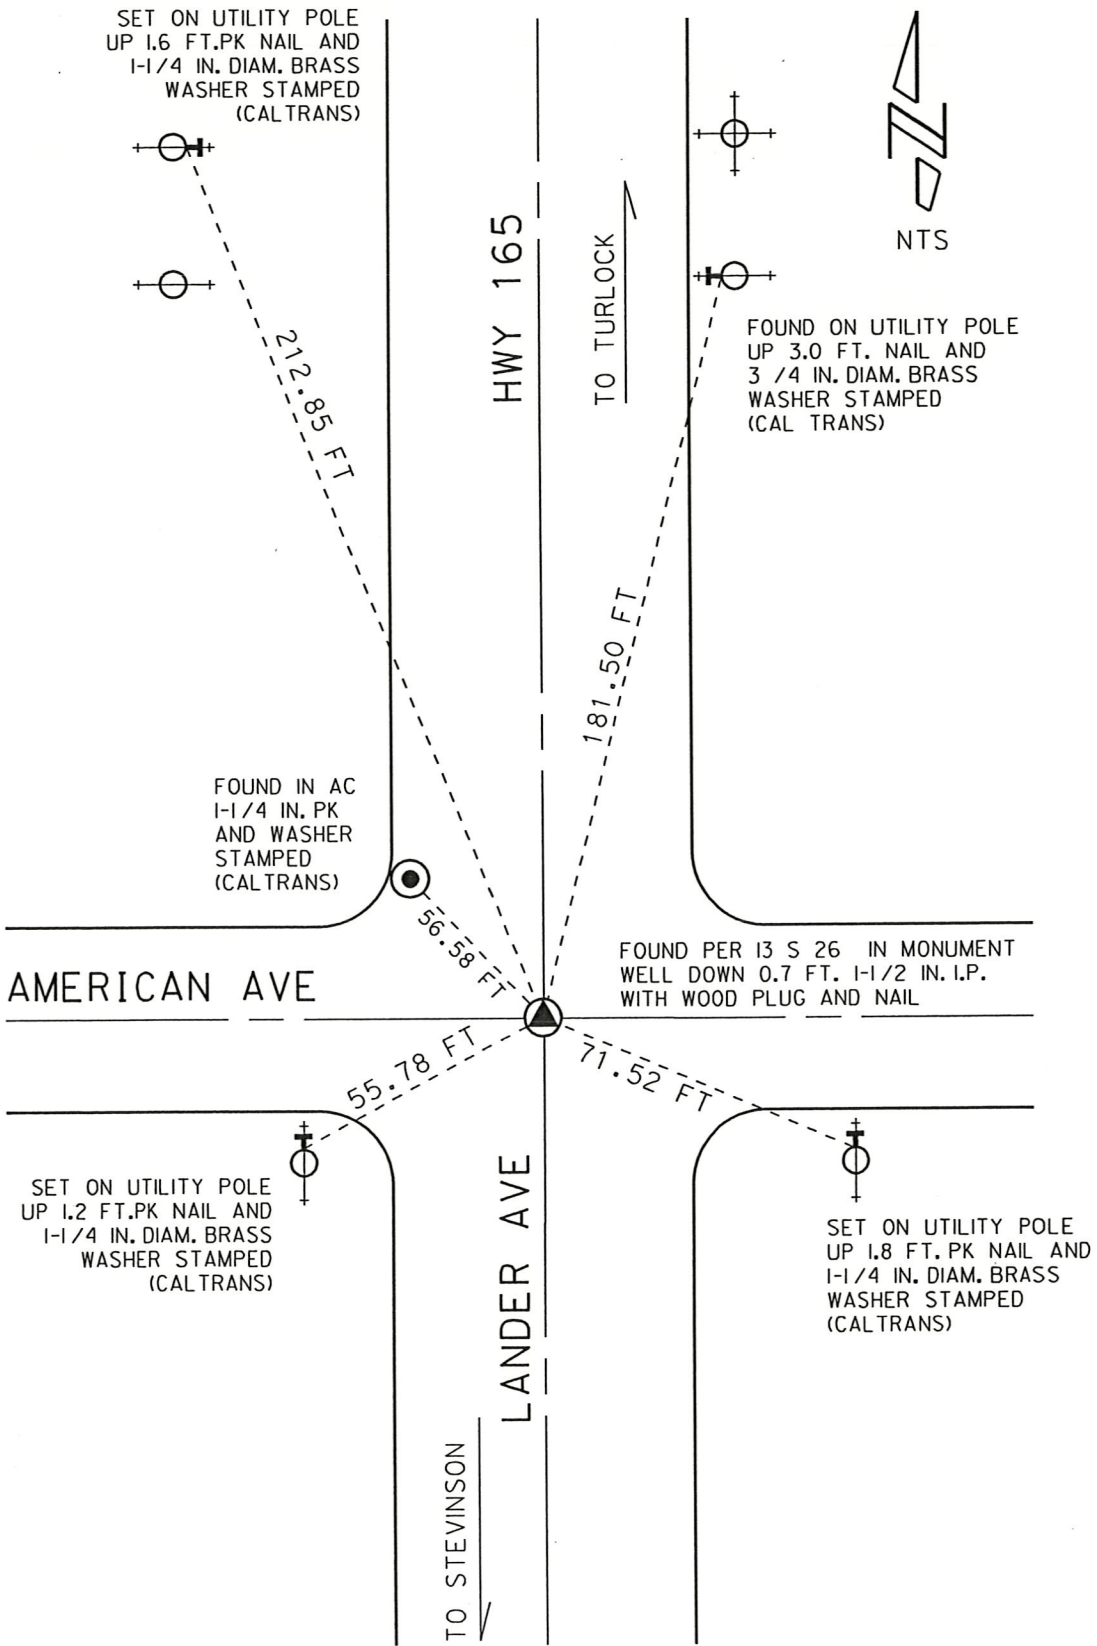 SET ON UTILITY POLE
UP 1.6 FT.PK NAIL AND
1-1/4 IN. DIAM. BRASS
WASHER STAMPED
(CALTRANS)
NTS
HWY 165
TO TURLOCK
FOUND ON UTILITY POLE
UP 3.0 FT. NAIL AND
3 /4 IN. DIAM. BRASS
WASHER STAMPED
(CAL TRANS)
212.85 FT
181.50 FT
FOUND IN AC
1-1/4 IN. PK
AND WASHER
STAMPED
(CALTRANS)
56.58 FT
FOUND PER 13 S 26 IN MONUMENT
WELL DOWN 0.7 FT. 1-1/2 IN. I.P.
WITH WOOD PLUG AND NAIL
AMERICAN AVE
55.78 FT
71.52 FT
SET ON UTILITY POLE
UP 1.2 FT.PK NAIL AND
1-1/4 IN. DIAM. BRASS
WASHER STAMPED
(CALTRANS)
LANDER AVE
SET ON UTILITY POLE
UP 1.8 FT. PK NAIL AND
1-1/4 IN. DIAM. BRASS
WASHER STAMPED
(CALTRANS)
TO STEVINSON